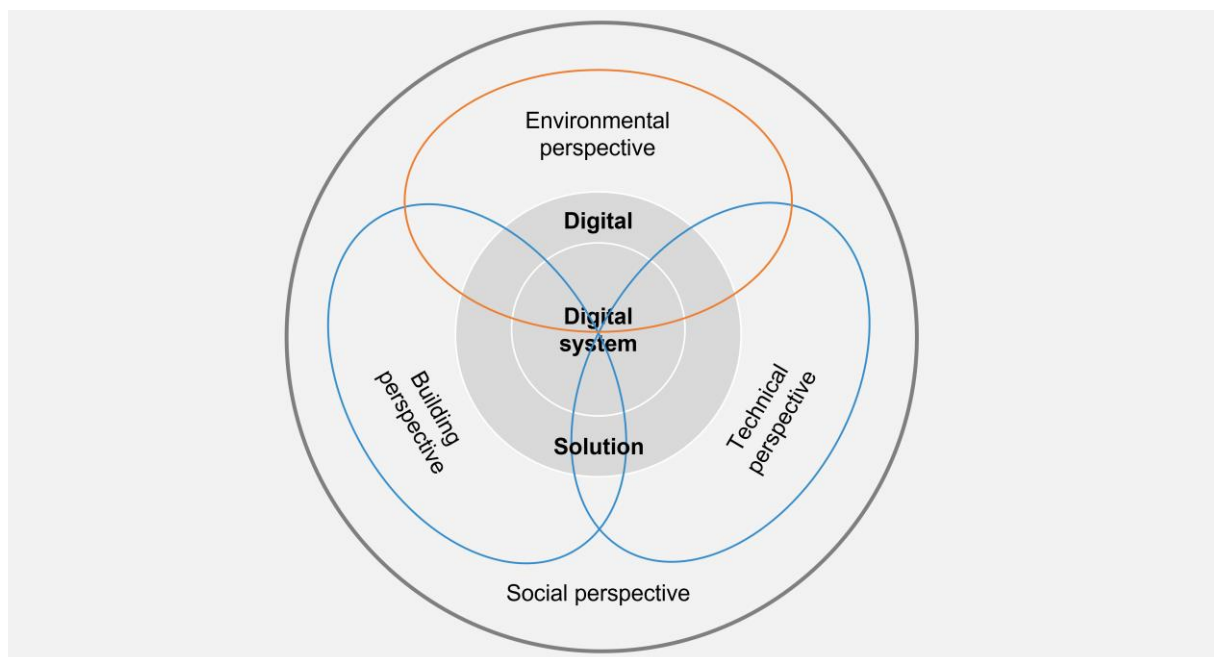 Environmental
perspective
Digital
Digital
system
Building
perspective
Technical
perspective
Solution
Social perspective